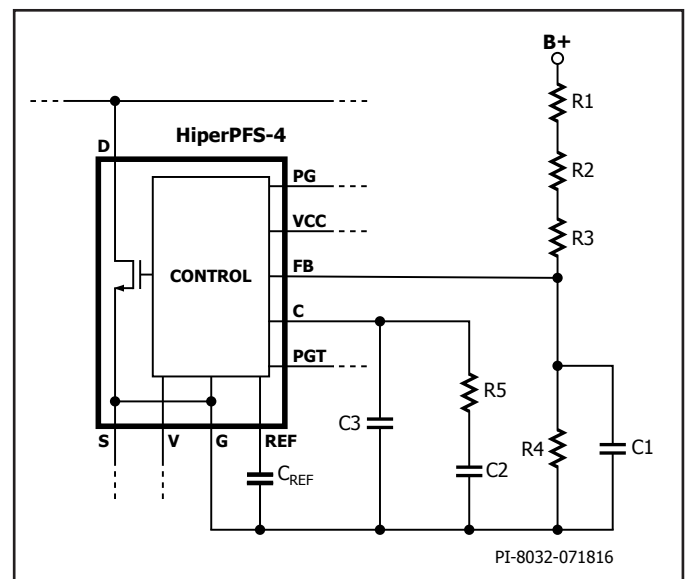 B+
R1
HiperPFS-4
D
PG
R2
VCC
R3
CONTROL
FB
C
PGT
R5
C3
R4
C1
C2
S
V
G
REF
CREF
PI-8032-071816